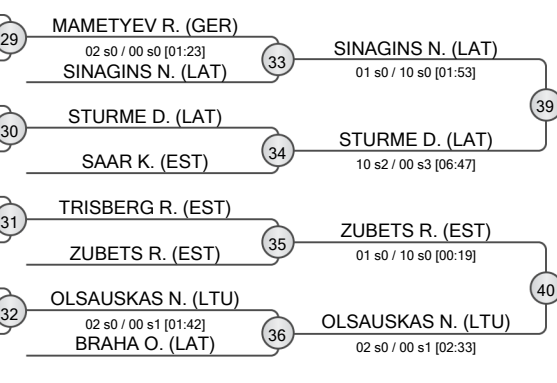 29
MAMETYEV R. (GER)
02 s0 / 00 s0 [01:23]
SINAGINS N. (LAT)
33
SINAGINS N. (LAT)
01 s0 / 10 s0 [01:53]
39
30
STURME D. (LAT)
SAAR K. (EST)
34
STURME D. (LAT)
10 s2 / 00 s3 [06:47]
31
TRISBERG R. (EST)
ZUBETS R. (EST)
35
ZUBETS R. (EST)
01 s0 / 10 s0 [00:19]
40
32
OLSAUSKAS N. (LTU)
02 s0 / 00 s1 [01:42]
BRAHA O. (LAT)
36
OLSAUSKAS N. (LTU)
02 s0 / 00 s1 [02:33]